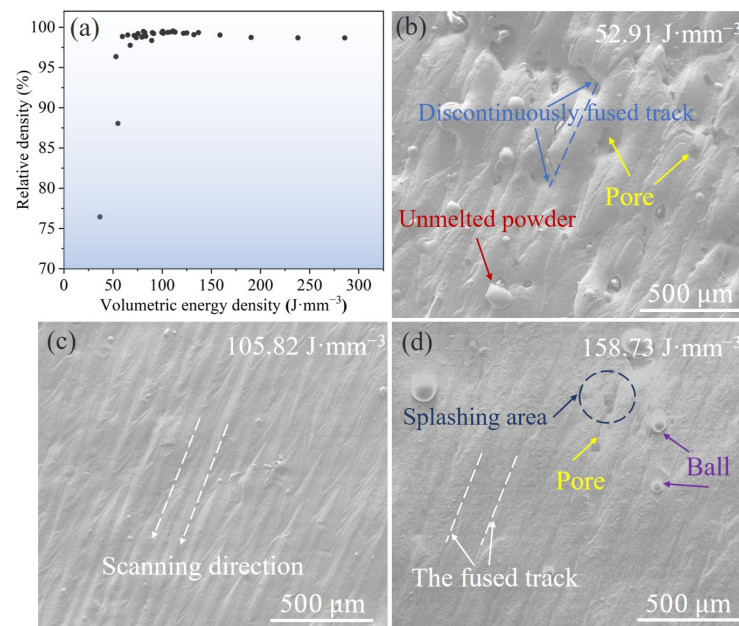 (a)
100
95
90
85
80
75
70
Relative density (%)
0 50 100 150 200 250 300
Volumetric energy density (J·mm⁻³)
(b)
52.91 J·mm⁻³
Discontinuously fused track
Pore
Unmelted powder
500 μm
(c)
105.82 J·mm⁻³
Scanning direction
500 μm
(d)
158.73 J·mm⁻³
Splashing area
Pore
Ball
The fused track
500 μm